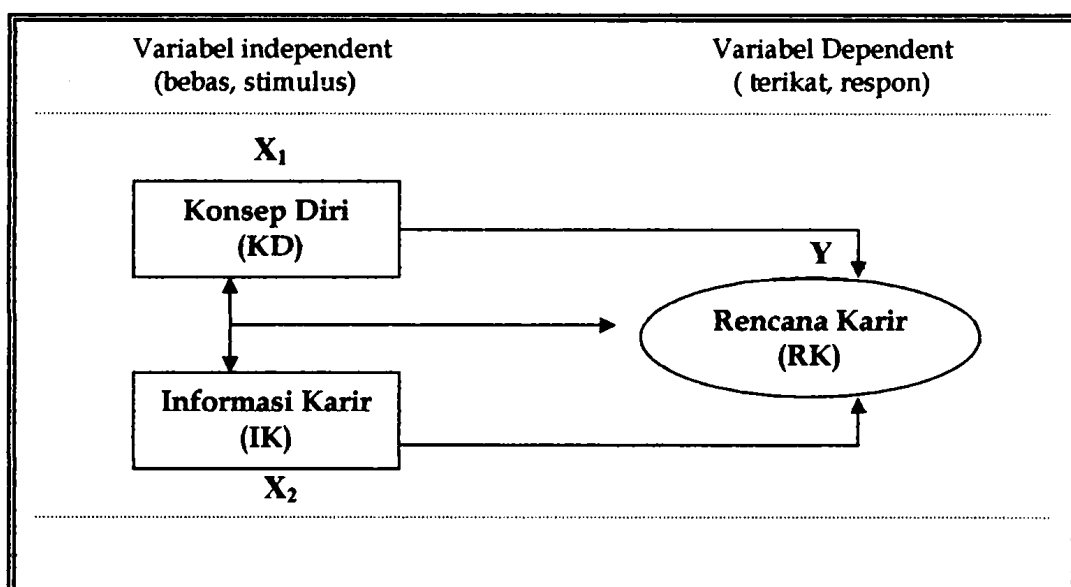 Variabel independent
(bebas, stimulus)
Variabel Dependent
( terikat, respon)
X₁
Konsep Diri
(KD)
Y
Rencana Karir
(RK)
Informasi Karir
(IK)
X₂